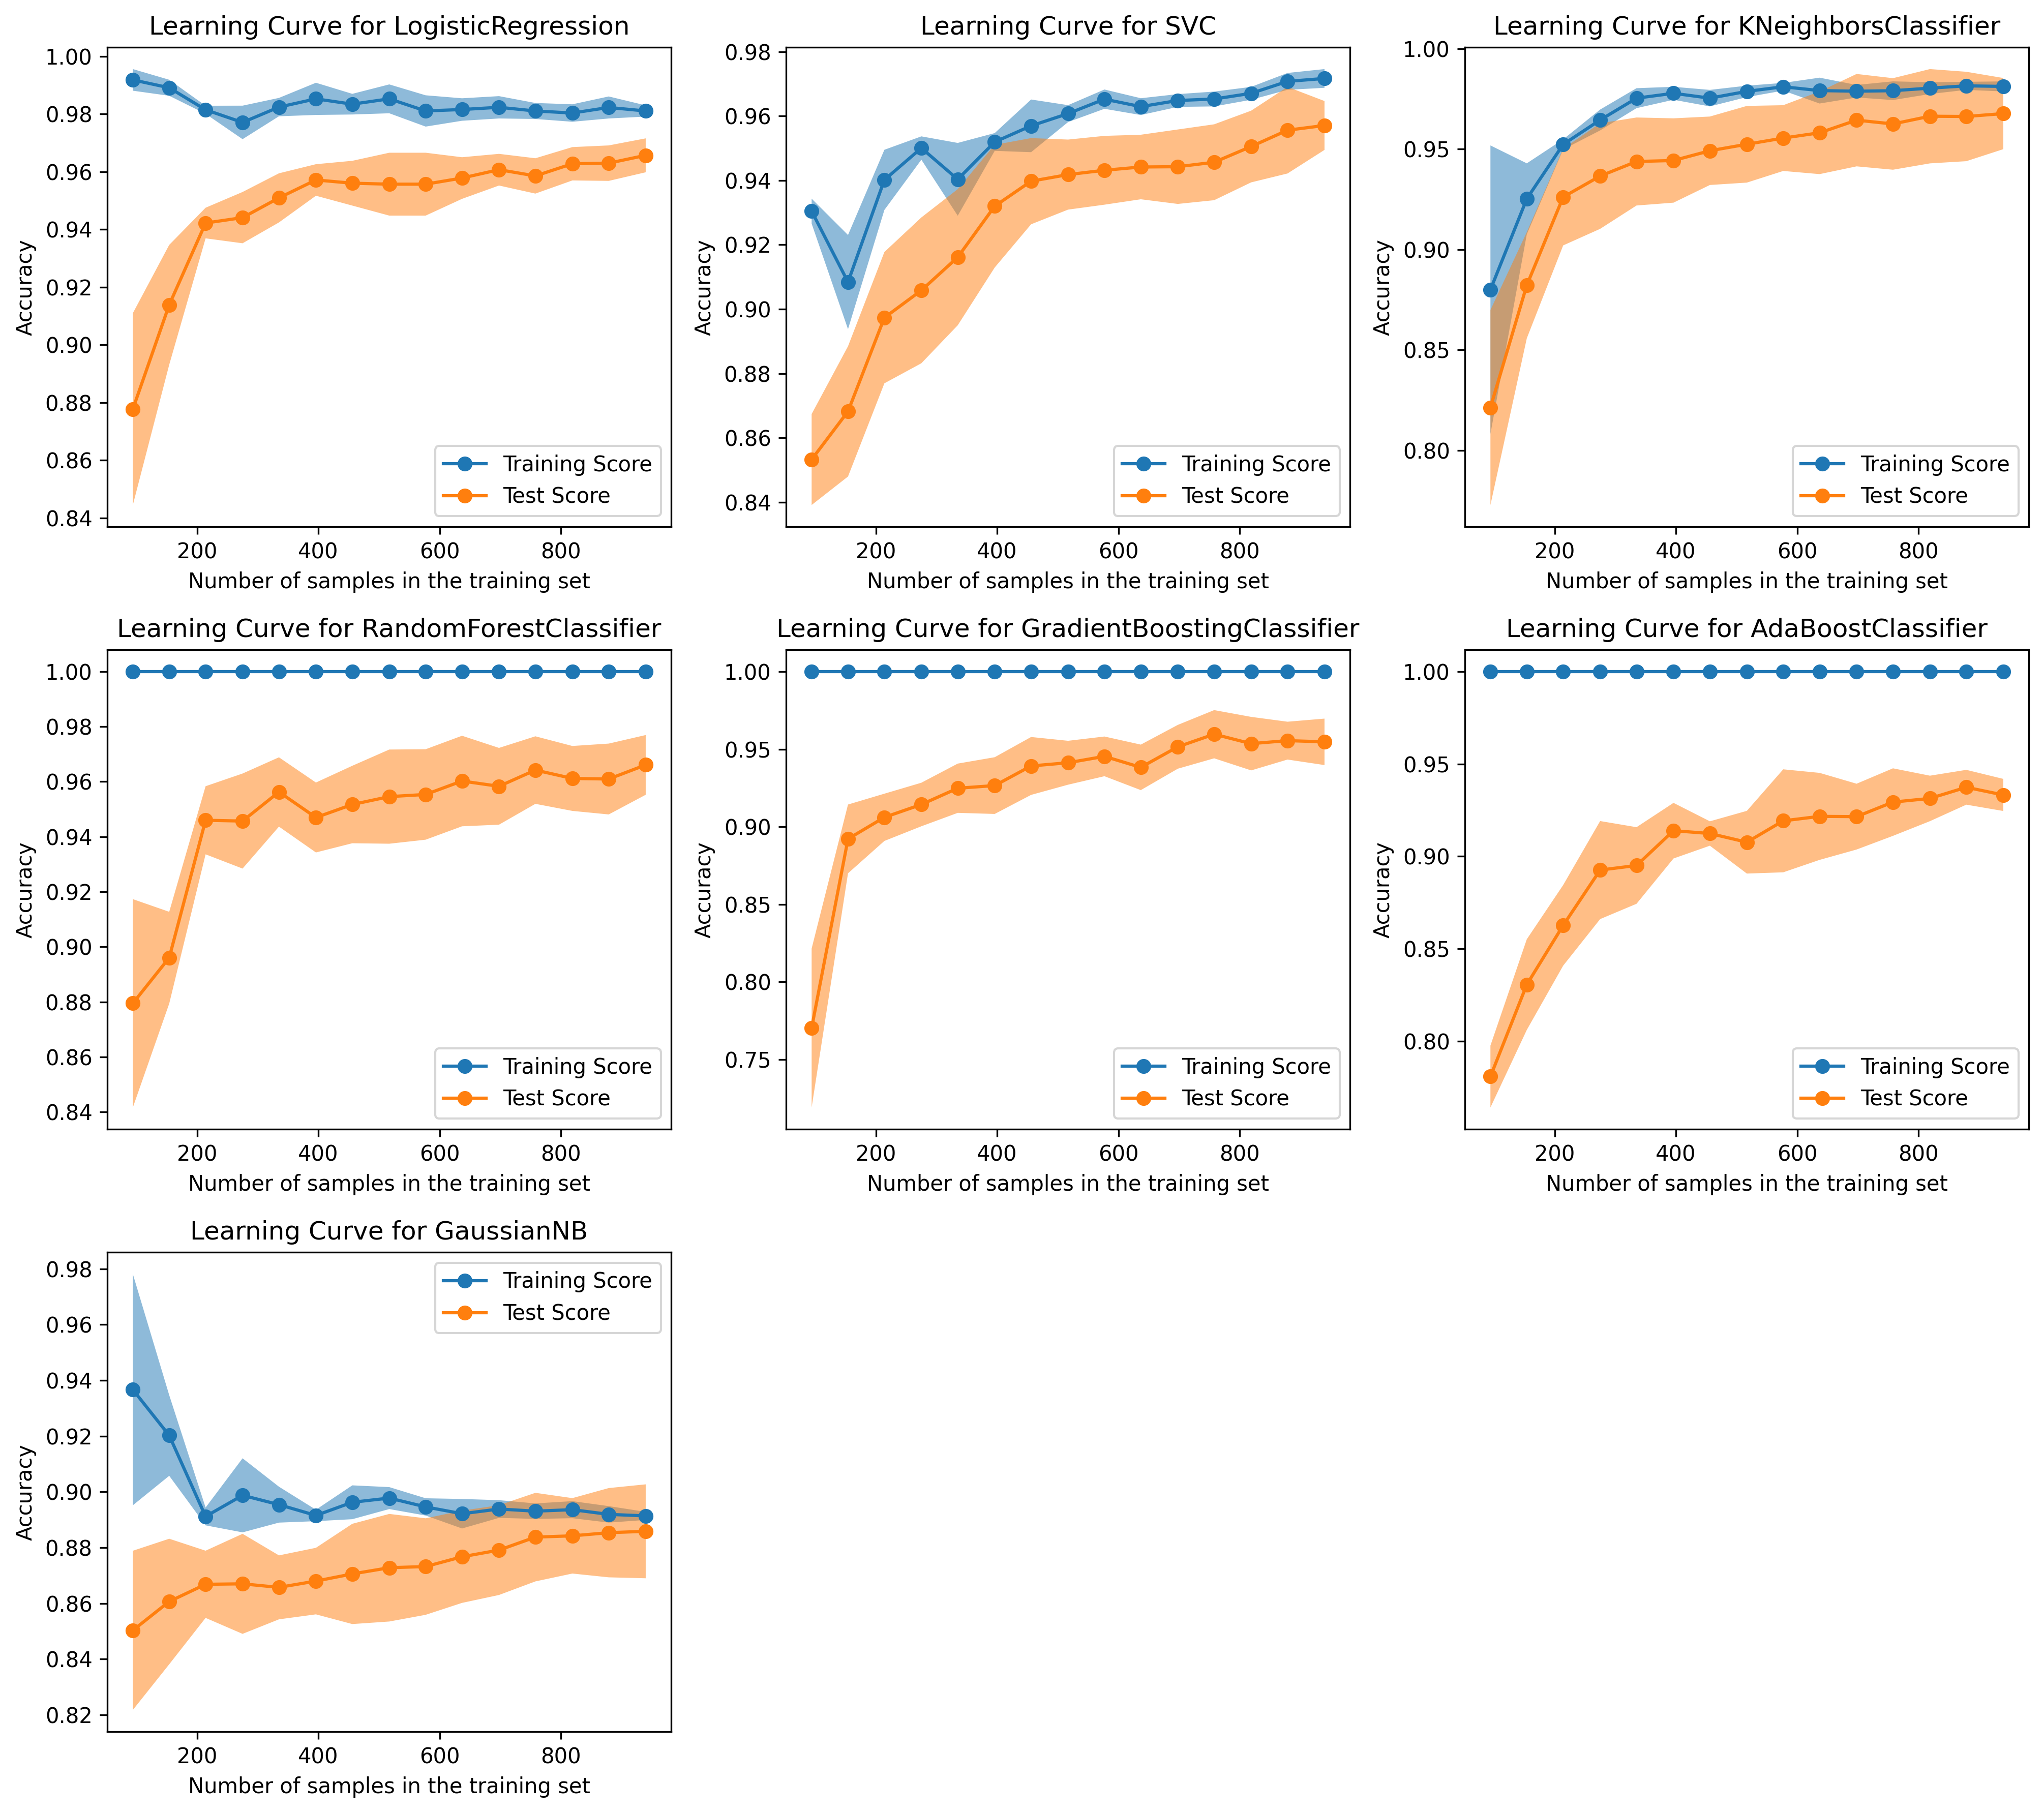 Learning Curve for LogisticRegression
Accuracy
1.00
0.98
0.96
0.94
0.92
0.90
0.88
0.86
0.84
Training Score
Test Score
200 400 600 800
Number of samples in the training set
Learning Curve for SVC
Accuracy
0.98
0.96
0.94
0.92
0.90
0.88
0.86
0.84
Training Score
Test Score
200 400 600 800
Number of samples in the training set
Learning Curve for KNeighborsClassifier
Accuracy
1.00
0.95
0.90
0.85
0.80
Training Score
Test Score
200 400 600 800
Number of samples in the training set
Learning Curve for RandomForestClassifier
Accuracy
1.00
0.98
0.96
0.94
0.92
0.90
0.88
0.86
0.84
Training Score
Test Score
200 400 600 800
Number of samples in the training set
Learning Curve for GradientBoostingClassifier
Accuracy
1.00
0.95
0.90
0.85
0.80
0.75
Training Score
Test Score
200 400 600 800
Number of samples in the training set
Learning Curve for AdaBoostClassifier
Accuracy
1.00
0.95
0.90
0.85
0.80
Training Score
Test Score
200 400 600 800
Number of samples in the training set
Learning Curve for GaussianNB
Accuracy
0.98
0.96
0.94
0.92
0.90
0.88
0.86
0.84
0.82
Training Score
Test Score
200 400 600 800
Number of samples in the training set